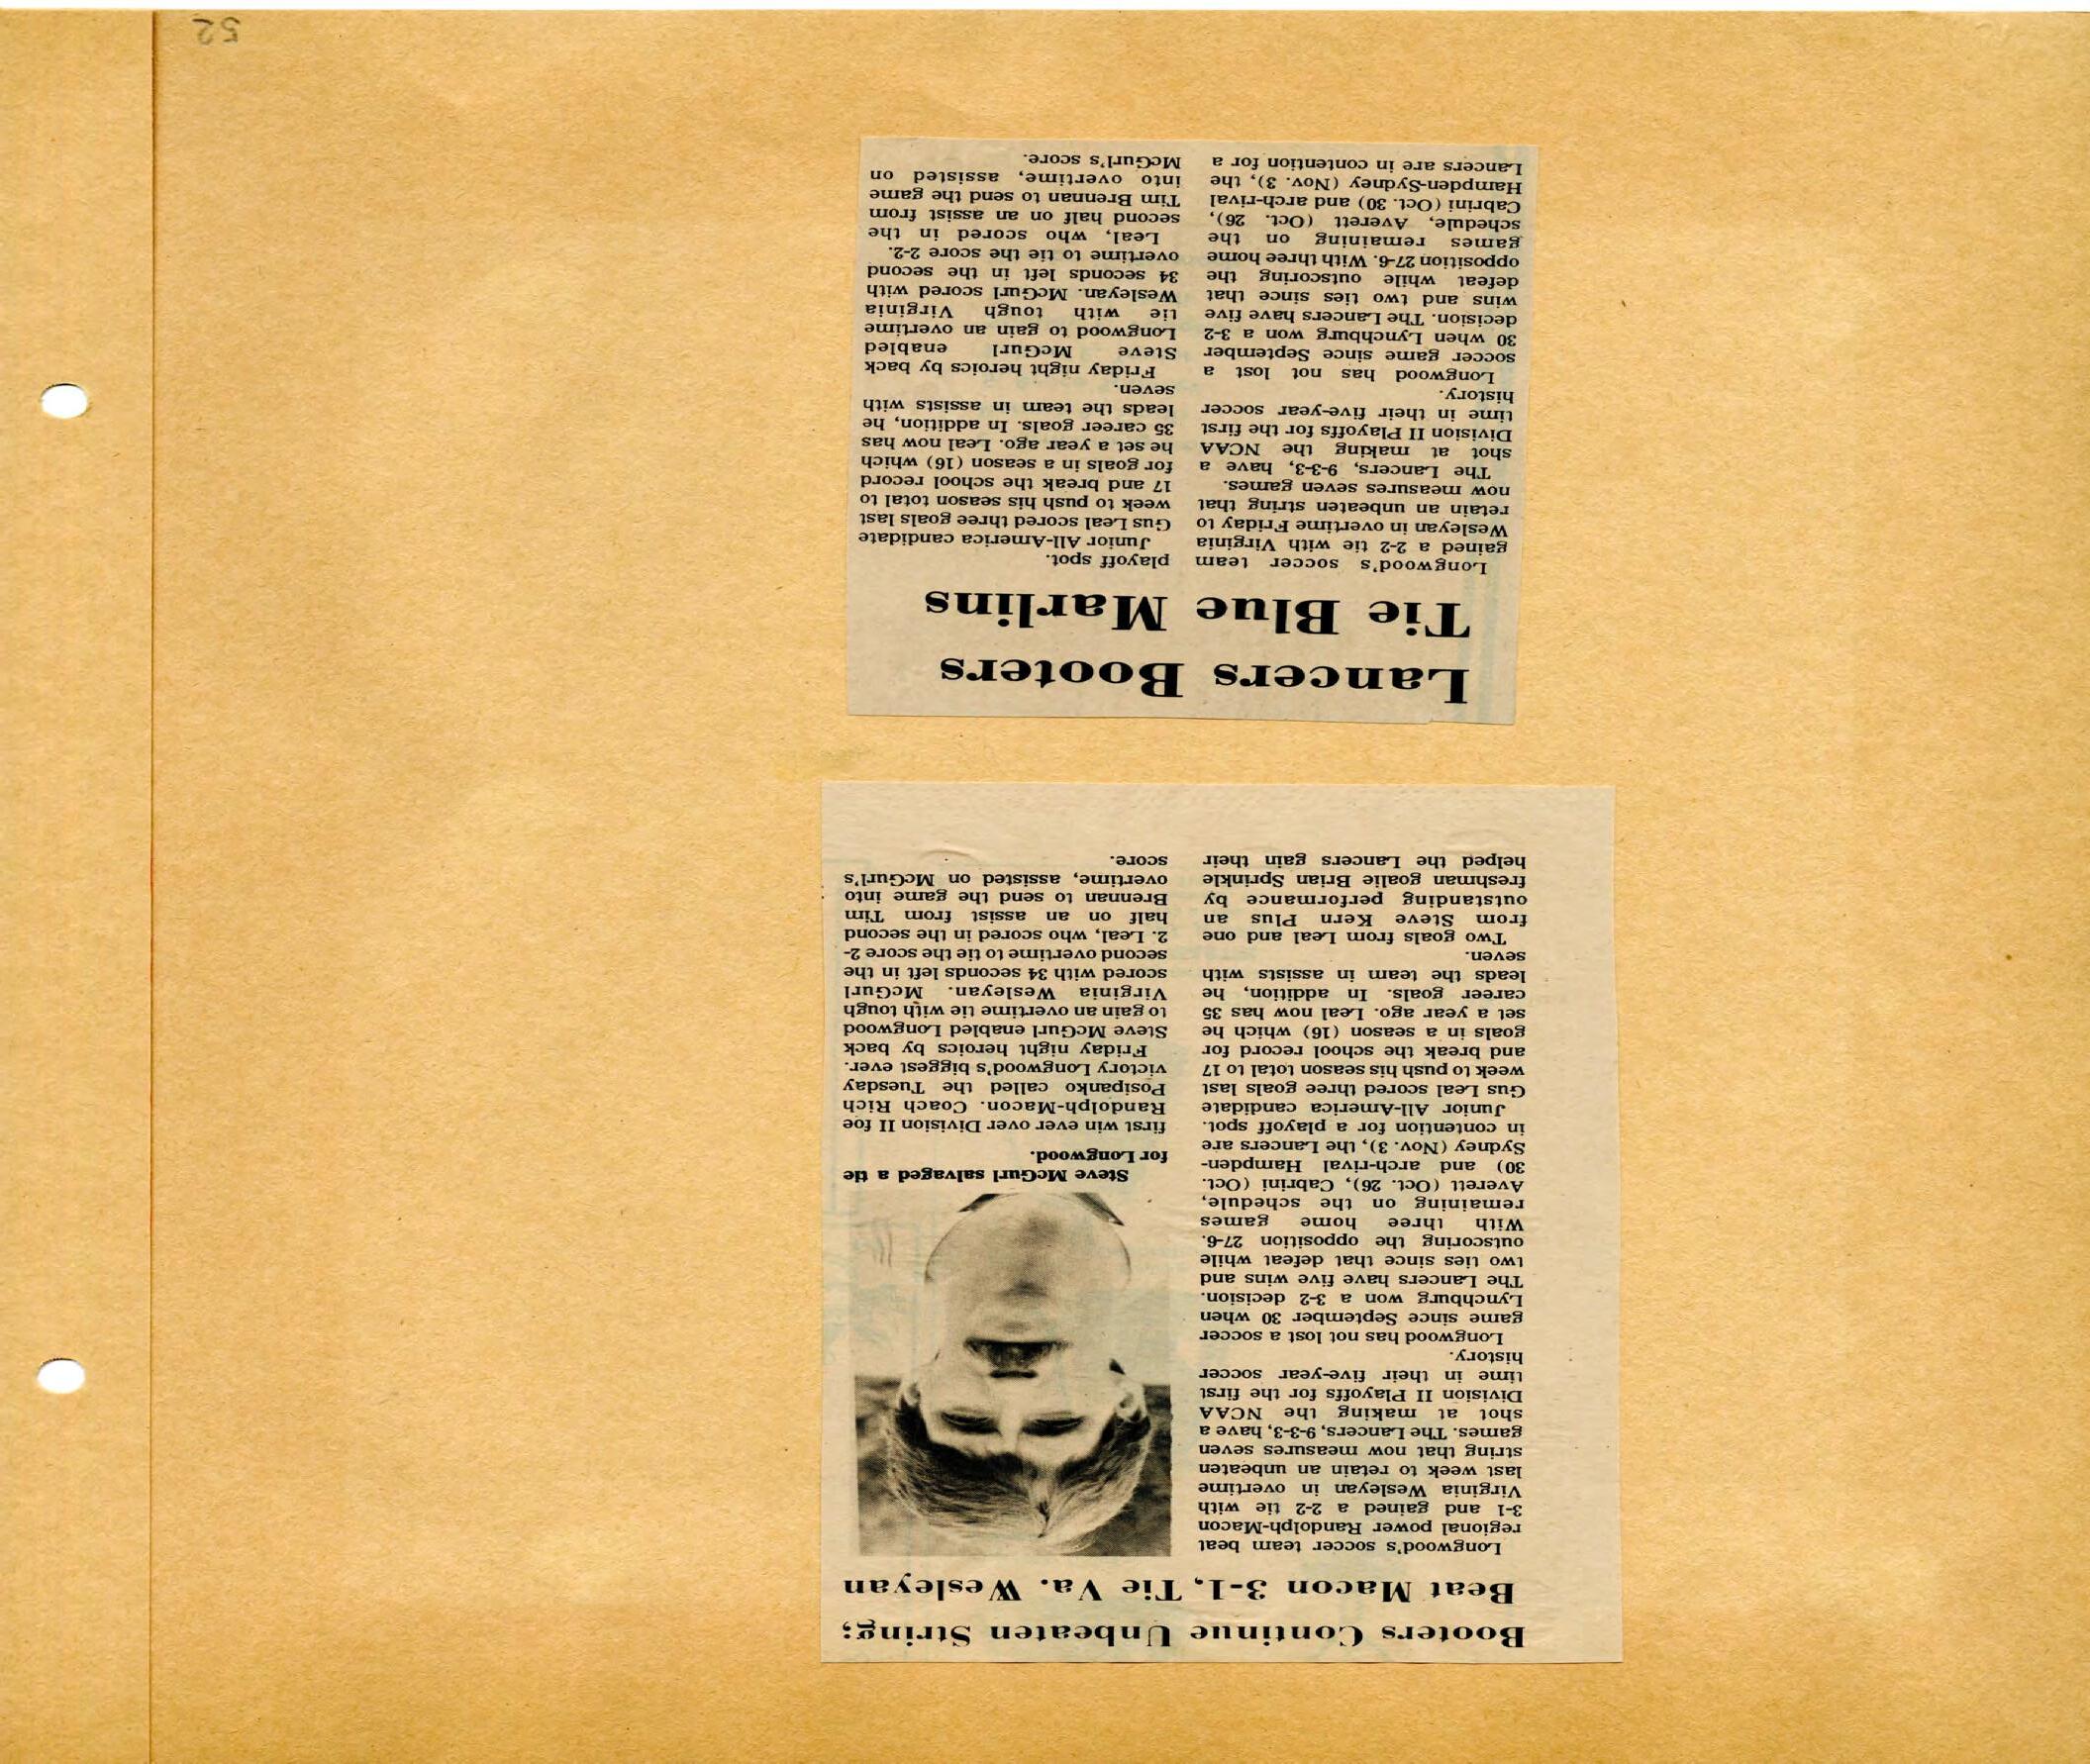 Booters Continue Unbeaten String;
Beat Macon 3-1, Tie Va. Wesleyan
Longwood's soccer team beat
regional power Randolph-Macon
3-1 and gained a 2-2 tie with
Virginia Wesleyan in overtime
last week to retain an unbeaten
string that now measures seven
games. The Lancers, 9-3-3, have a
shot at making the NCAA
Division II Playoffs for the first
time in their five-year soccer
history.
Longwood has not lost a soccer
game since September 30 when
Lynchburg won a 3-2 decision.
The Lancers have five wins and
two ties since that defeat while
outscoring the opposition 27-6.
With three home games
remaining on the schedule,
Averett (Oct. 26), Cabrini (Oct.
30) and arch-rival Hampden-
Sydney (Nov. 3), the Lancers are
in contention for a playoff spot.
Junior All-America candidate
Gus Leal scored three goals last
week to push his season total to 17
and break the school record for
goals in a season (16) which he
set a year ago. Leal now has 35
career goals. In addition, he
leads the team in assists with
seven.
Two goals from Leal and one
from Steve Kern Plus an
outstanding performance by
freshman goalie Brian Sprinkle
helped the Lancers gain their
Steve McGurl salvaged a tie
for Longwood.
first win ever over Division II foe
Randolph-Macon. Coach Rich
Posipanko called the Tuesday
victory Longwood's biggest ever.
Friday night heroics by back
Steve McGurl enabled Longwood
to gain an overtime tie with tough
Virginia Wesleyan. McGurl
scored with 34 seconds left in the
second overtime to tie the score 2-
2. Leal, who scored in the second
half on an assist from Tim
Brennan to send the game into
overtime, assisted on McGurl's
score.
Lancers Booters
Tie Blue Marlins
Longwood's soccer team
gained a 2-2 tie with Virginia
Wesleyan in overtime Friday to
retain an unbeaten string that
now measures seven games.
The Lancers, 9-3-3, have a
shot at making the NCAA
Division II Playoffs for the first
time in their five-year soccer
history.
Longwood has not lost a
soccer game since September
30 when Lynchburg won a 3-2
decision. The Lancers have five
wins and two ties since that
defeat while outscoring the
opposition 27-6. With three home
games remaining on the
schedule, Averett (Oct. 26),
Cabrini (Oct. 30) and arch-rival
Hampden-Sydney (Nov. 3), the
Lancers are in contention for a
playoff spot.
Junior All-America candidate
Gus Leal scored three goals last
week to push his season total to
17 and break the school record
for goals in a season (16) which
he set a year ago. Leal now has
35 career goals. In addition, he
leads the team in assists with
seven.
Friday night heroics by back
Steve McGurl enabled
Longwood to gain an overtime
tie with tough Virginia
Wesleyan. McGurl scored with
34 seconds left in the second
overtime to tie the score 2-2.
Leal, who scored in the
second half on an assist from
Tim Brennan to send the game
into overtime, assisted on
McGurl's score.